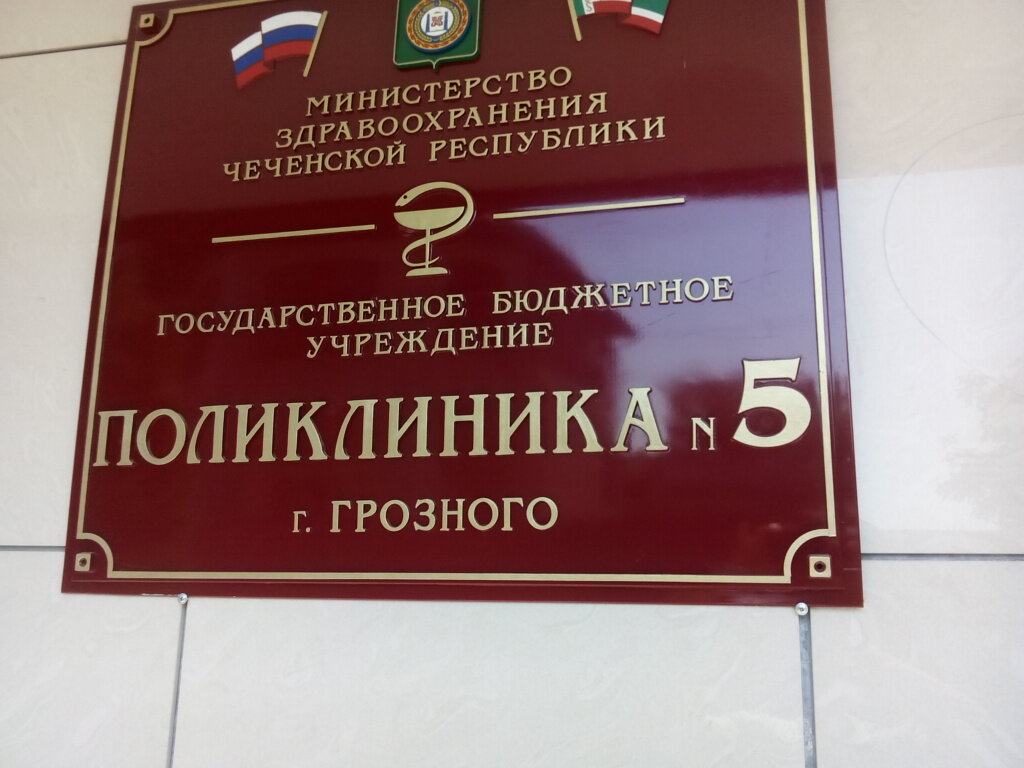 МИНИСТЕРСТВО
ЗДРАВООХРАНЕНИЯ
ЧЕЧЕНСКОЙ РЕСПУБЛИКИ
ГОСУДАРСТВЕННОЕ БЮДЖЕТНОЕ
УЧРЕЖДЕНИЕ
ПОЛИКЛИНИКА N 5
г. ГРОЗНОГО